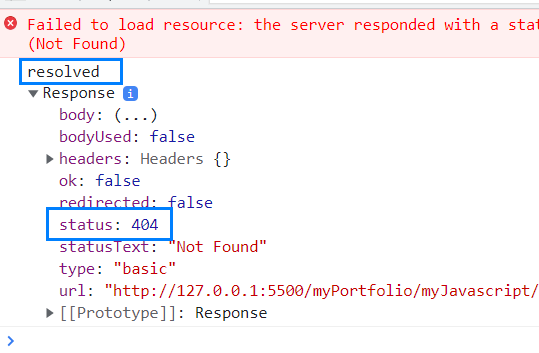 Failed to load resource: the server responded with a
(Not Found)
resolved
▼ Response i
body: (...)
bodyUsed: false
▶ headers: Headers {}
ok: false
redirected: false
status: 404
statusText: "Not Found"
type: "basic"
url: "http://127.0.0.1:5500/myPortfolio/myJavascript/
▶ [[Prototype]]: Response